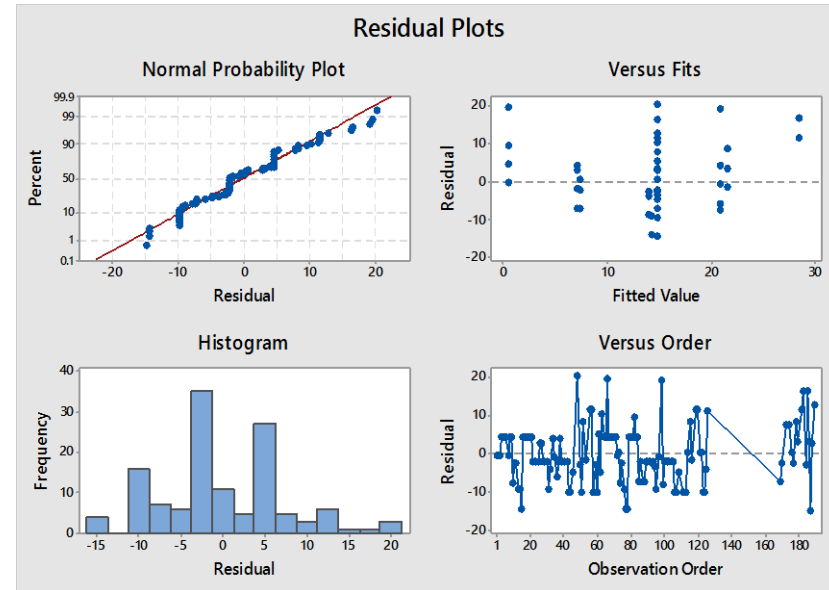 Residual Plots
Normal Probability Plot
99.9
99
90
50
10
1
0.1
Percent
-20 -10 0 10 20
Residual
Versus Fits
20
10
0
-10
-20
Residual
0 10 20 30
Fitted Value
Histogram
40
30
20
10
0
Frequency
-15 -10 -5 0 5 10 15 20
Residual
Versus Order
20
10
0
-10
-20
Residual
1 20 40 60 80 100 120 140 160 180
Observation Order